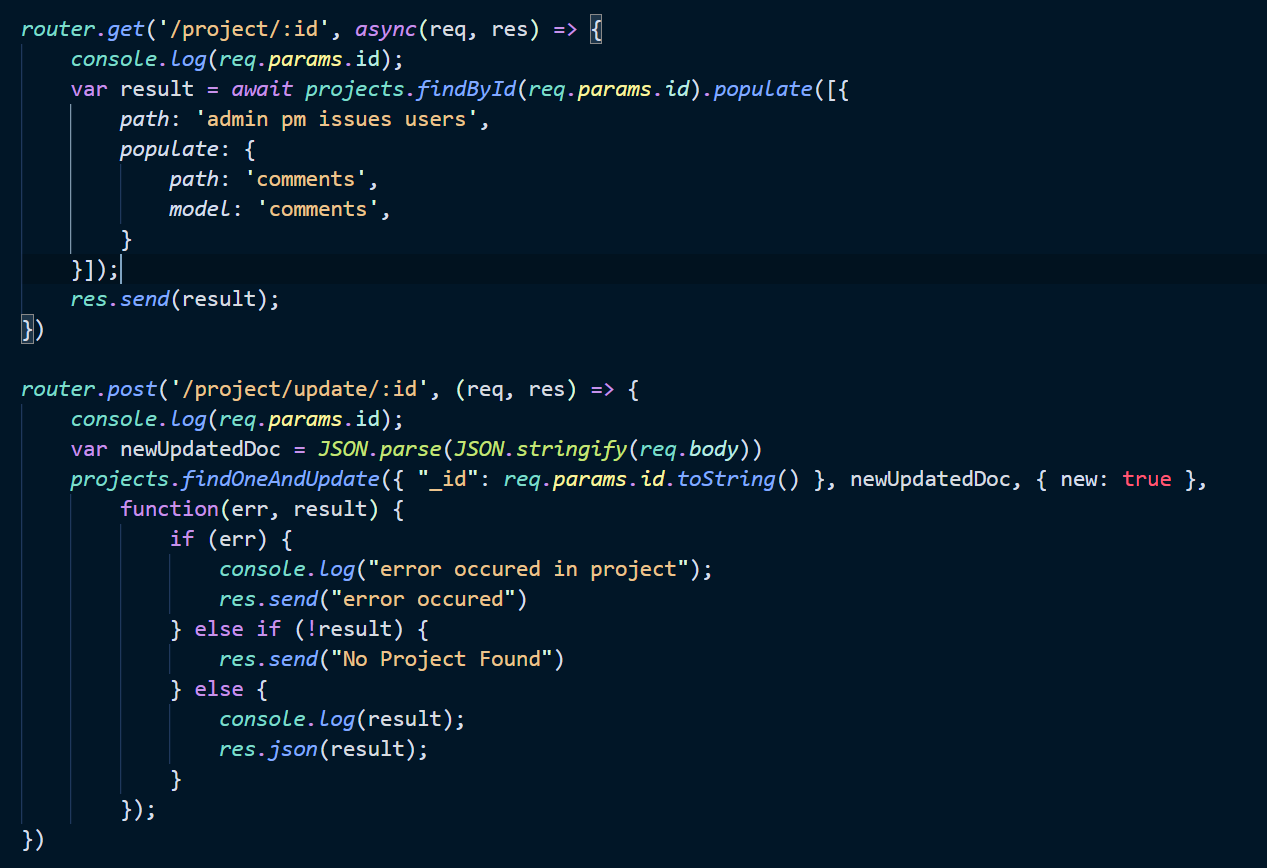 router.get('/project/:id', async(req, res) => {
    console.log(req.params.id);
    var result = await projects.findById(req.params.id).populate([{
        path: 'admin pm issues users',
        populate: {
            path: 'comments',
            model: 'comments',
        }
    }]);
    res.send(result);
})

router.post('/project/update/:id', (req, res) => {
    console.log(req.params.id);
    var newUpdatedDoc = JSON.parse(JSON.stringify(req.body))
    projects.findOneAndUpdate({ "_id": req.params.id.toString() }, newUpdatedDoc, { new: true },
        function(err, result) {
            if (err) {
                console.log("error occured in project");
                res.send("error occured")
            } else if (!result) {
                res.send("No Project Found")
            } else {
                console.log(result);
                res.json(result);
            }
        });
})